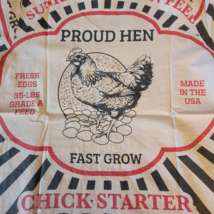 PROUD HEN
FRESH
EGGS
35-LBS
GRADE A
FEED
MADE IN
THE
USA
FAST GROW
CHICK-STARTER